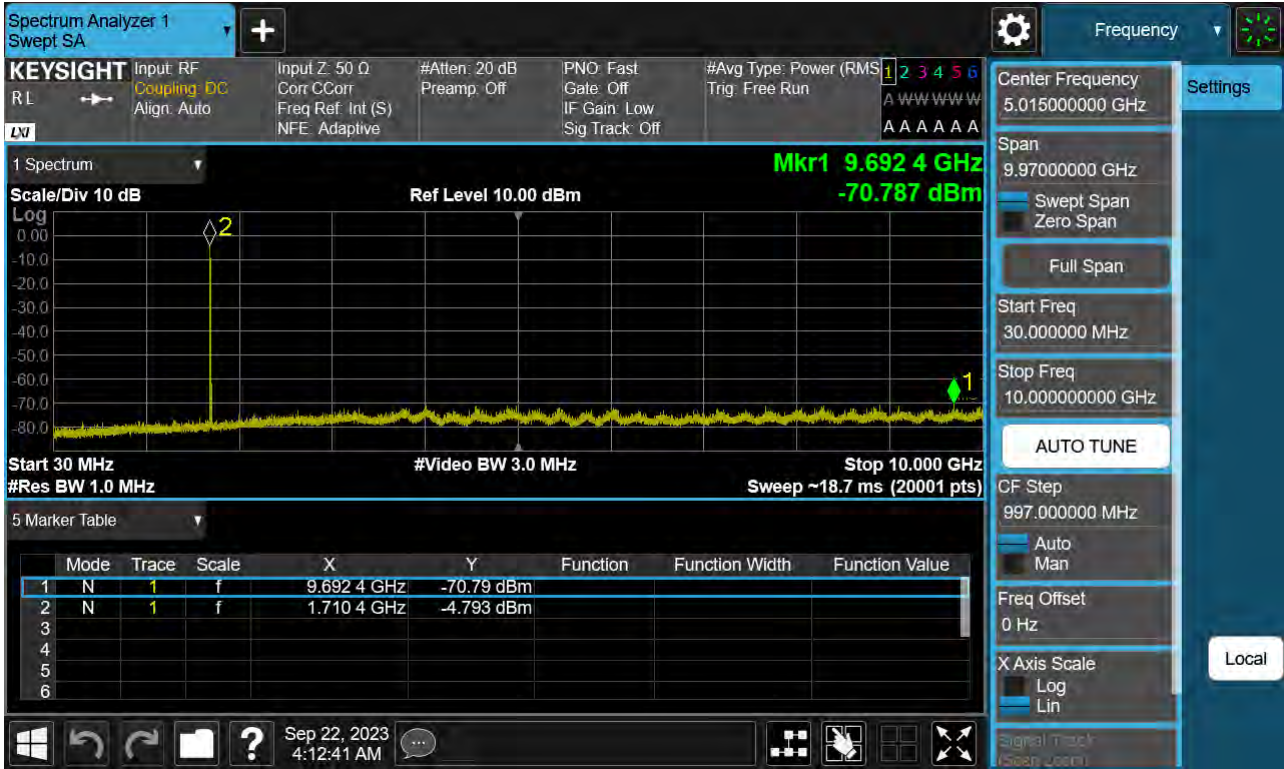 Spectrum Analyzer 1
Swept SA
+
Frequency
KEYSIGHT
RL
LXI
Input: RF
Coupling: DC
Align: Auto
Input Z: 50 Ω
Corr CCorr
Freq Ref: Int (S)
NFE: Adaptive
#Atten: 20 dB
Preamp: Off
PNO: Fast
Gate: Off
IF Gain: Low
Sig Track: Off
#Avg Type: Power (RMS
Trig: Free Run
1 2 3 4 5 6
A W W W W W
A A A A A A
1 Spectrum
Scale/Div 10 dB
Ref Level 10.00 dBm
Mkr1 9.692 4 GHz
-70.787 dBm
Log
0.00
-10.0
-20.0
-30.0
-40.0
-50.0
-60.0
-70.0
-80.0
2
1
Start 30 MHz
#Video BW 3.0 MHz
Stop 10.000 GHz
#Res BW 1.0 MHz
Sweep ~18.7 ms (20001 pts)
5 Marker Table
Mode Trace Scale X Y Function Function Width Function Value
1 N 1 f 9.692 4 GHz -70.79 dBm
2 N 1 f 1.710 4 GHz -4.793 dBm
3
4
5
6
?
Sep 22, 2023
4:12:41 AM
Center Frequency
5.015000000 GHz
Span
9.97000000 GHz
Swept Span
Zero Span
Full Span
Start Freq
30.000000 MHz
Stop Freq
10.000000000 GHz
AUTO TUNE
CF Step
997.000000 MHz
Auto
Man
Freq Offset
0 Hz
X Axis Scale
Log
Lin
Signal Track
(Span Zoom)
Settings
Local